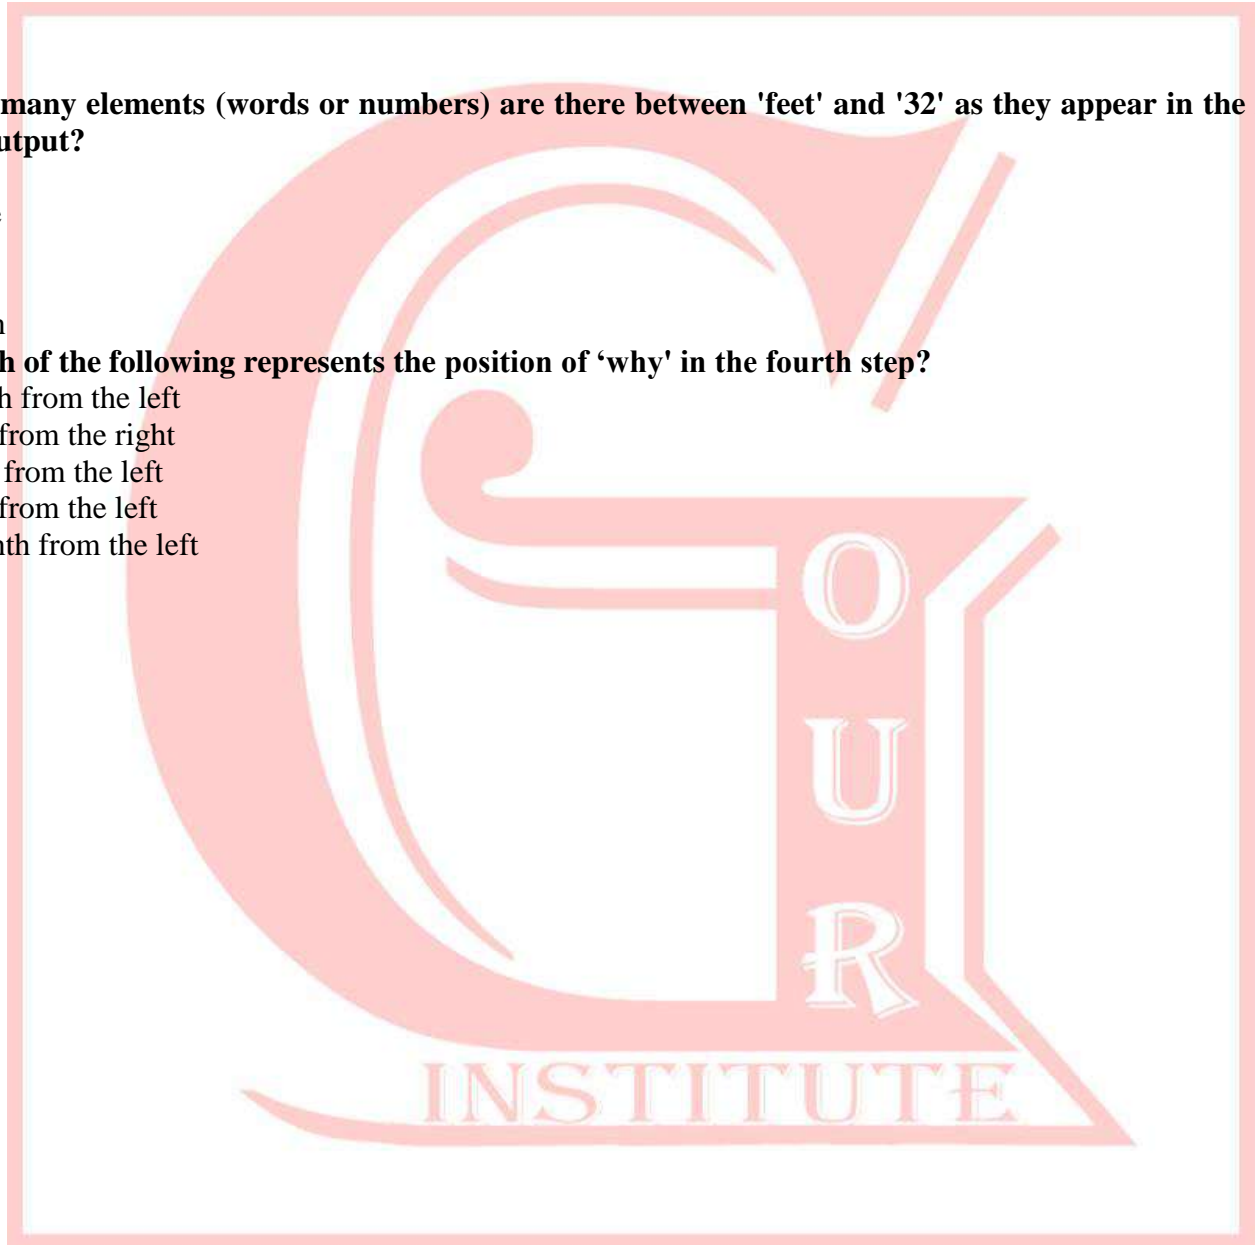 many elements (words or numbers) are there between 'feet' and '32' as they appear in the
utput?
h of the following represents the position of ‘why' in the fourth step?
h from the left
from the right
from the left
from the left
nth from the left
O
U
R
INSTITUTE